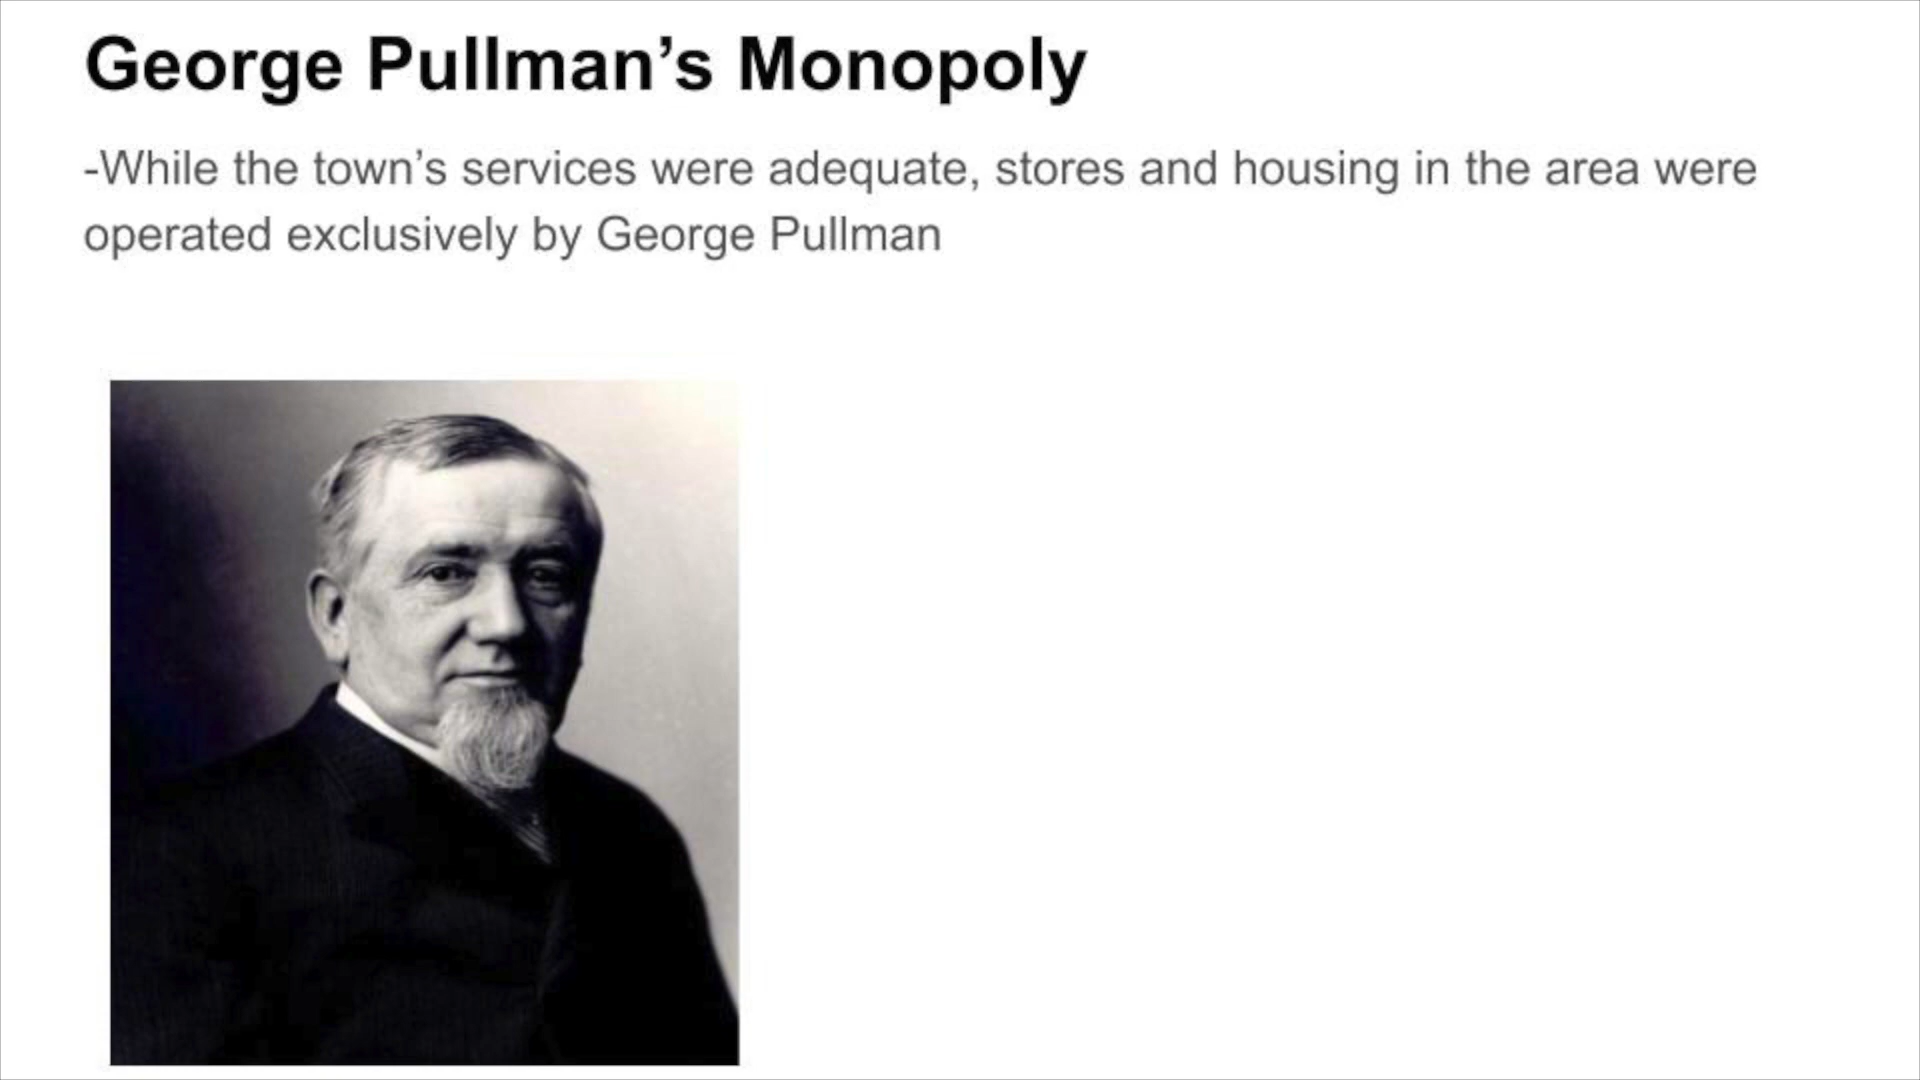 George Pullman’s Monopoly
-While the town’s services were adequate, stores and housing in the area were
operated exclusively by George Pullman